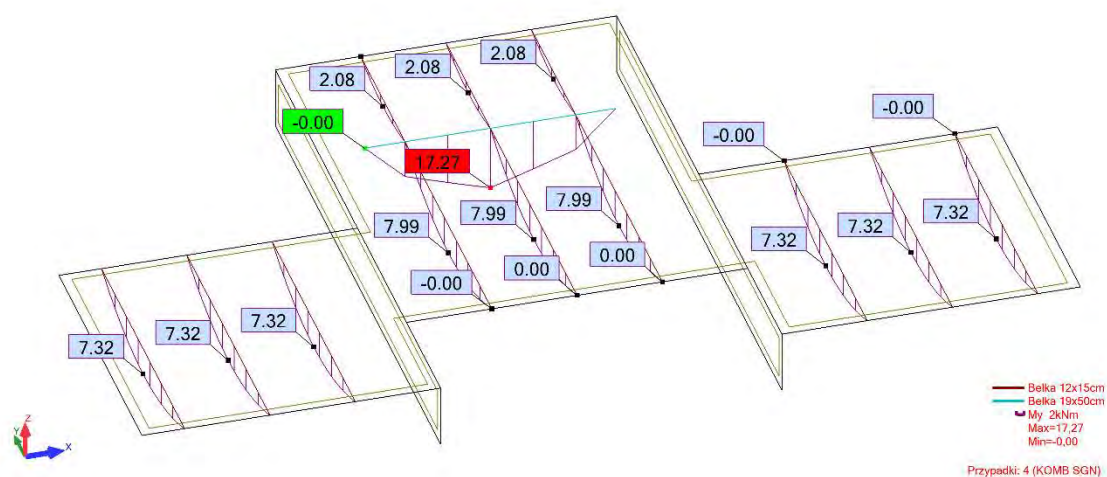 2.08
2.08
2.08
-0.00
-0.00
-0.00
17.27
7.99
7.99
7.99
7.32
7.32
7.32
-0.00
0.00
0.00
7.32
7.32
7.32
Belka 12x15cm
Belka 19x50cm
My 2kNm
Max=17,27
Min=-0,00
Z
Y
X
Przypadki: 4 (KOMB SGN)